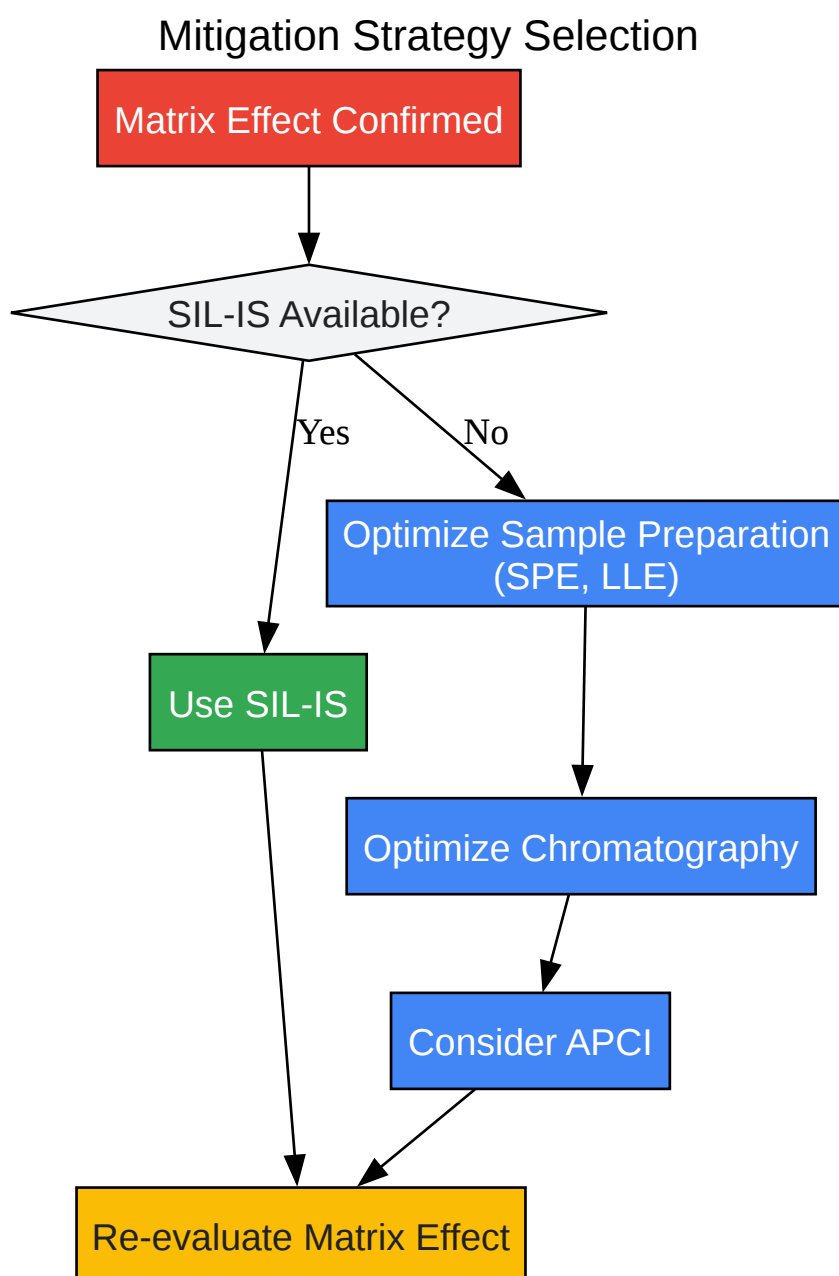 Mitigation Strategy Selection
Matrix Effect Confirmed
SIL-IS Available?
Yes
No
Optimize Sample Preparation
(SPE, LLE)
Use SIL-IS
Optimize Chromatography
Consider APCI
Re-evaluate Matrix Effect